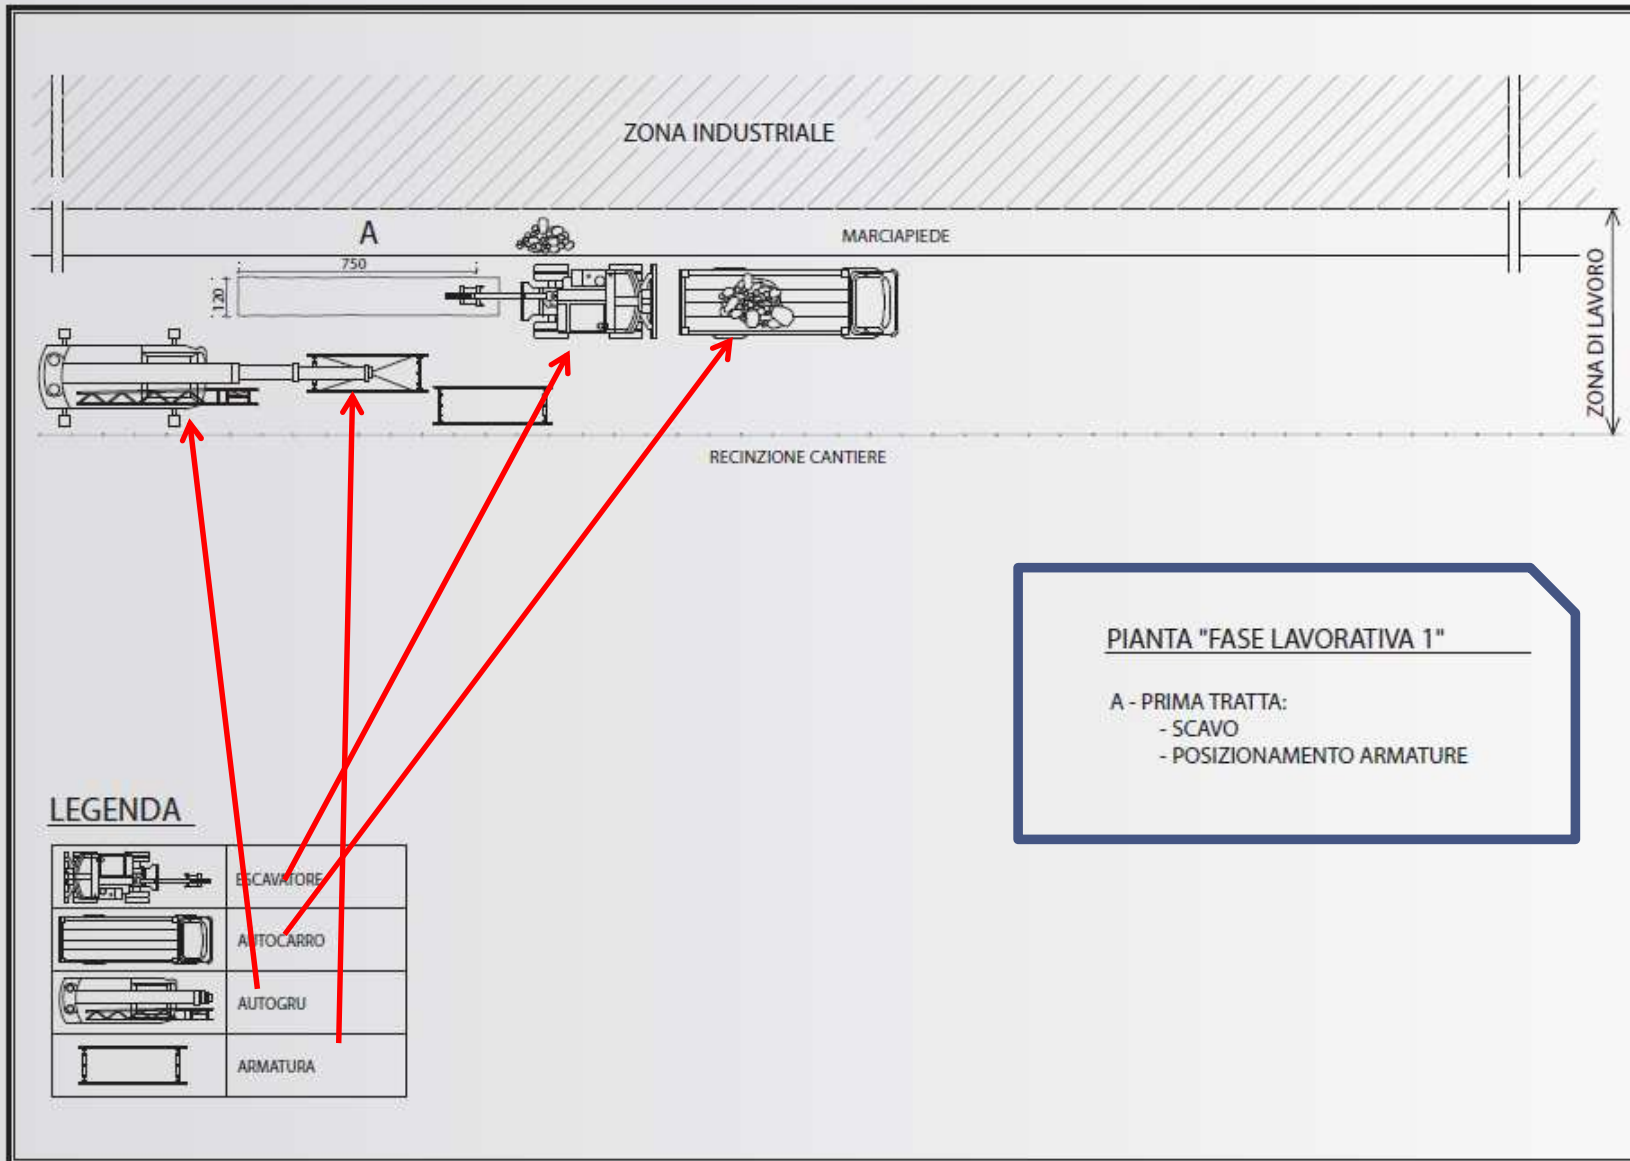 ZONA INDUSTRIALE
A
MARCIAPIEDE
750
120
ZONA DI LAVORO
RECINZIONE CANTIERE
PIANTA "FASE LAVORATIVA 1"
A - PRIMA TRATTA:
- SCAVO
- POSIZIONAMENTO ARMATURE
LEGENDA
ESCAVATORE
AUTOCARRO
AUTOGRU
ARMATURA